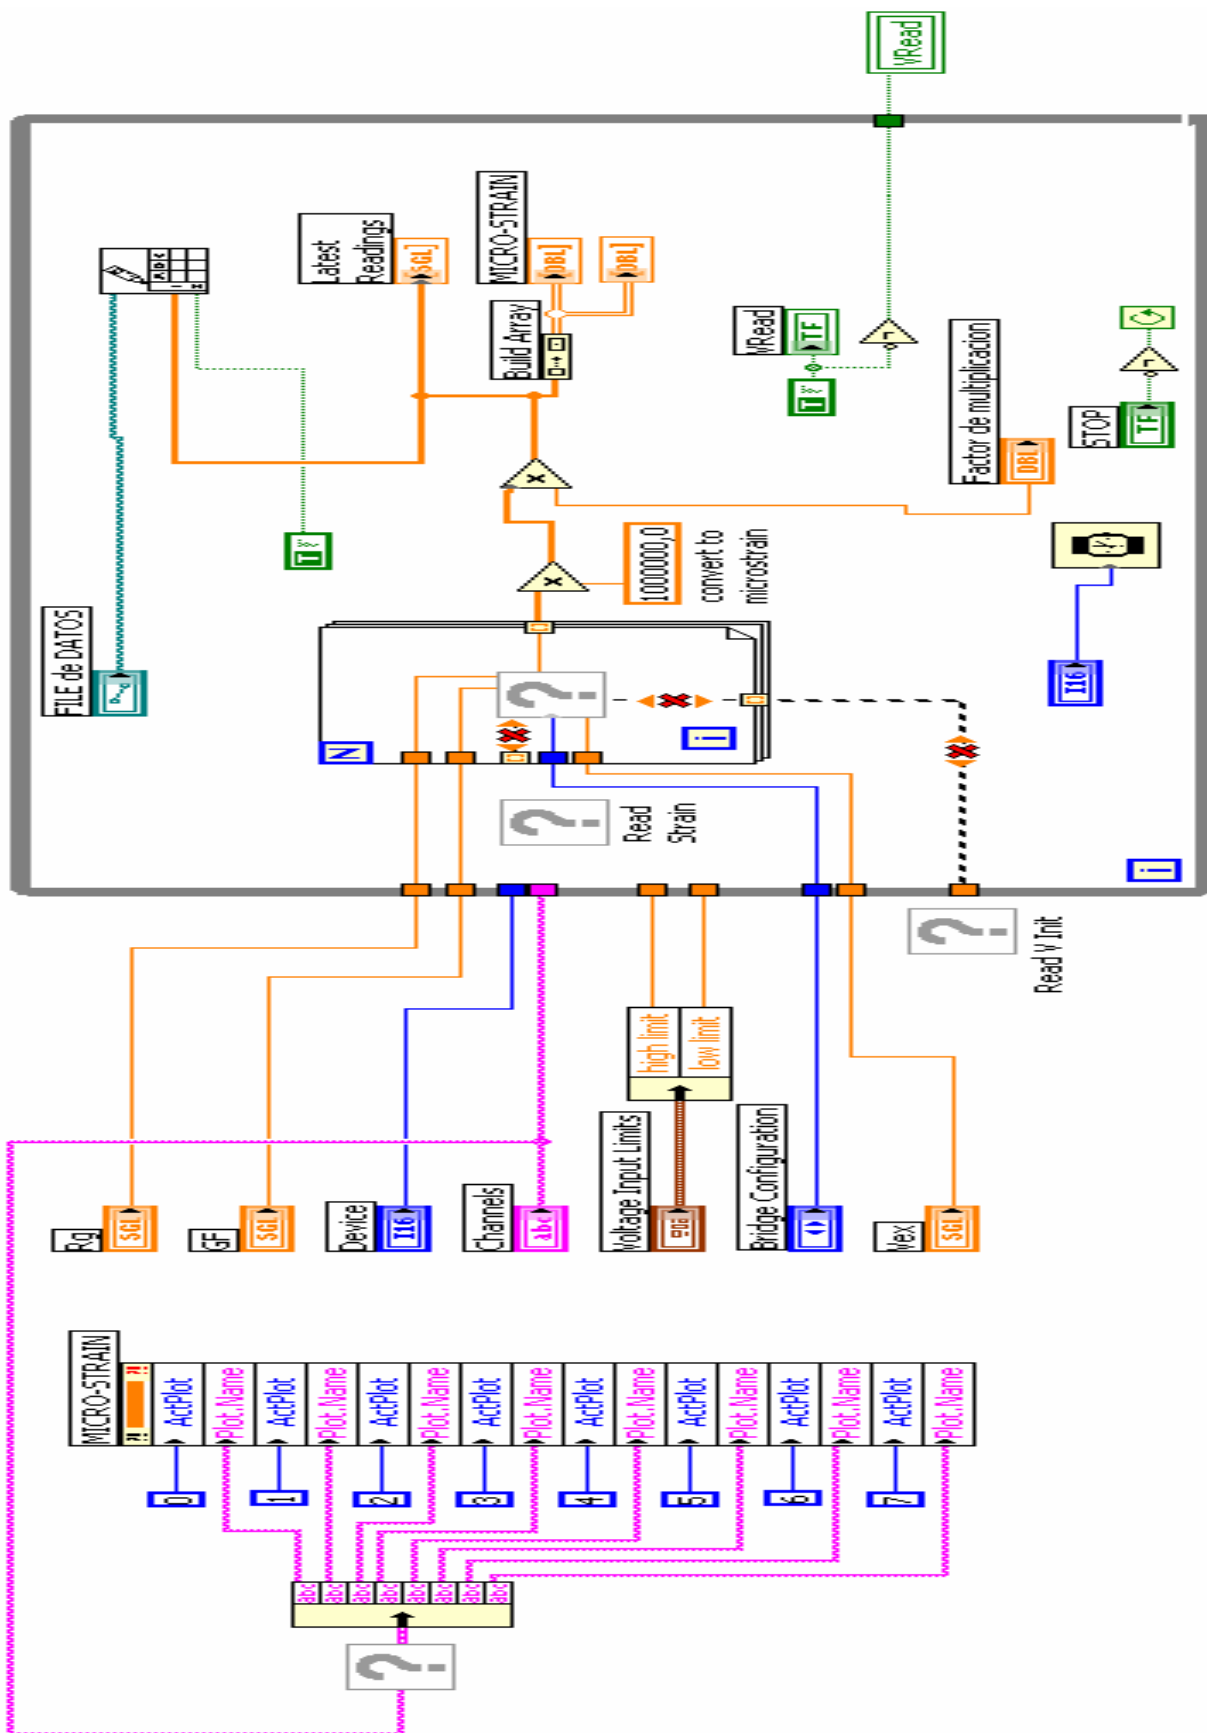 MICRO-STRAIN
ActPlot
Plot.Name
ActPlot
Plot.Name
ActPlot
Plot.Name
ActPlot
Plot.Name
ActPlot
Plot.Name
ActPlot
Plot.Name
ActPlot
Plot.Name
ActPlot
Plot.Name
0
1
2
3
4
5
6
7
abc
abc
abc
abc
abc
abc
abc
abc
?
Rg
SGL
GF
SGL
Device
I16
Channels
abc
Voltage Input Limits
high limit
low limit
Bridge Configuration
Vex
SGL
?
Read V Init
?
Read
Strain
N
?
i
i
FILE de DATOS
T
abc
1000000,0
convert to
microstrain
Latest
Readings
SGL]
Build Array
MICRO-STRAIN
DBL]
DBL]
VRead
TF
T
VRead
Factor de multiplicacion
DBL
STOP
TF
I16